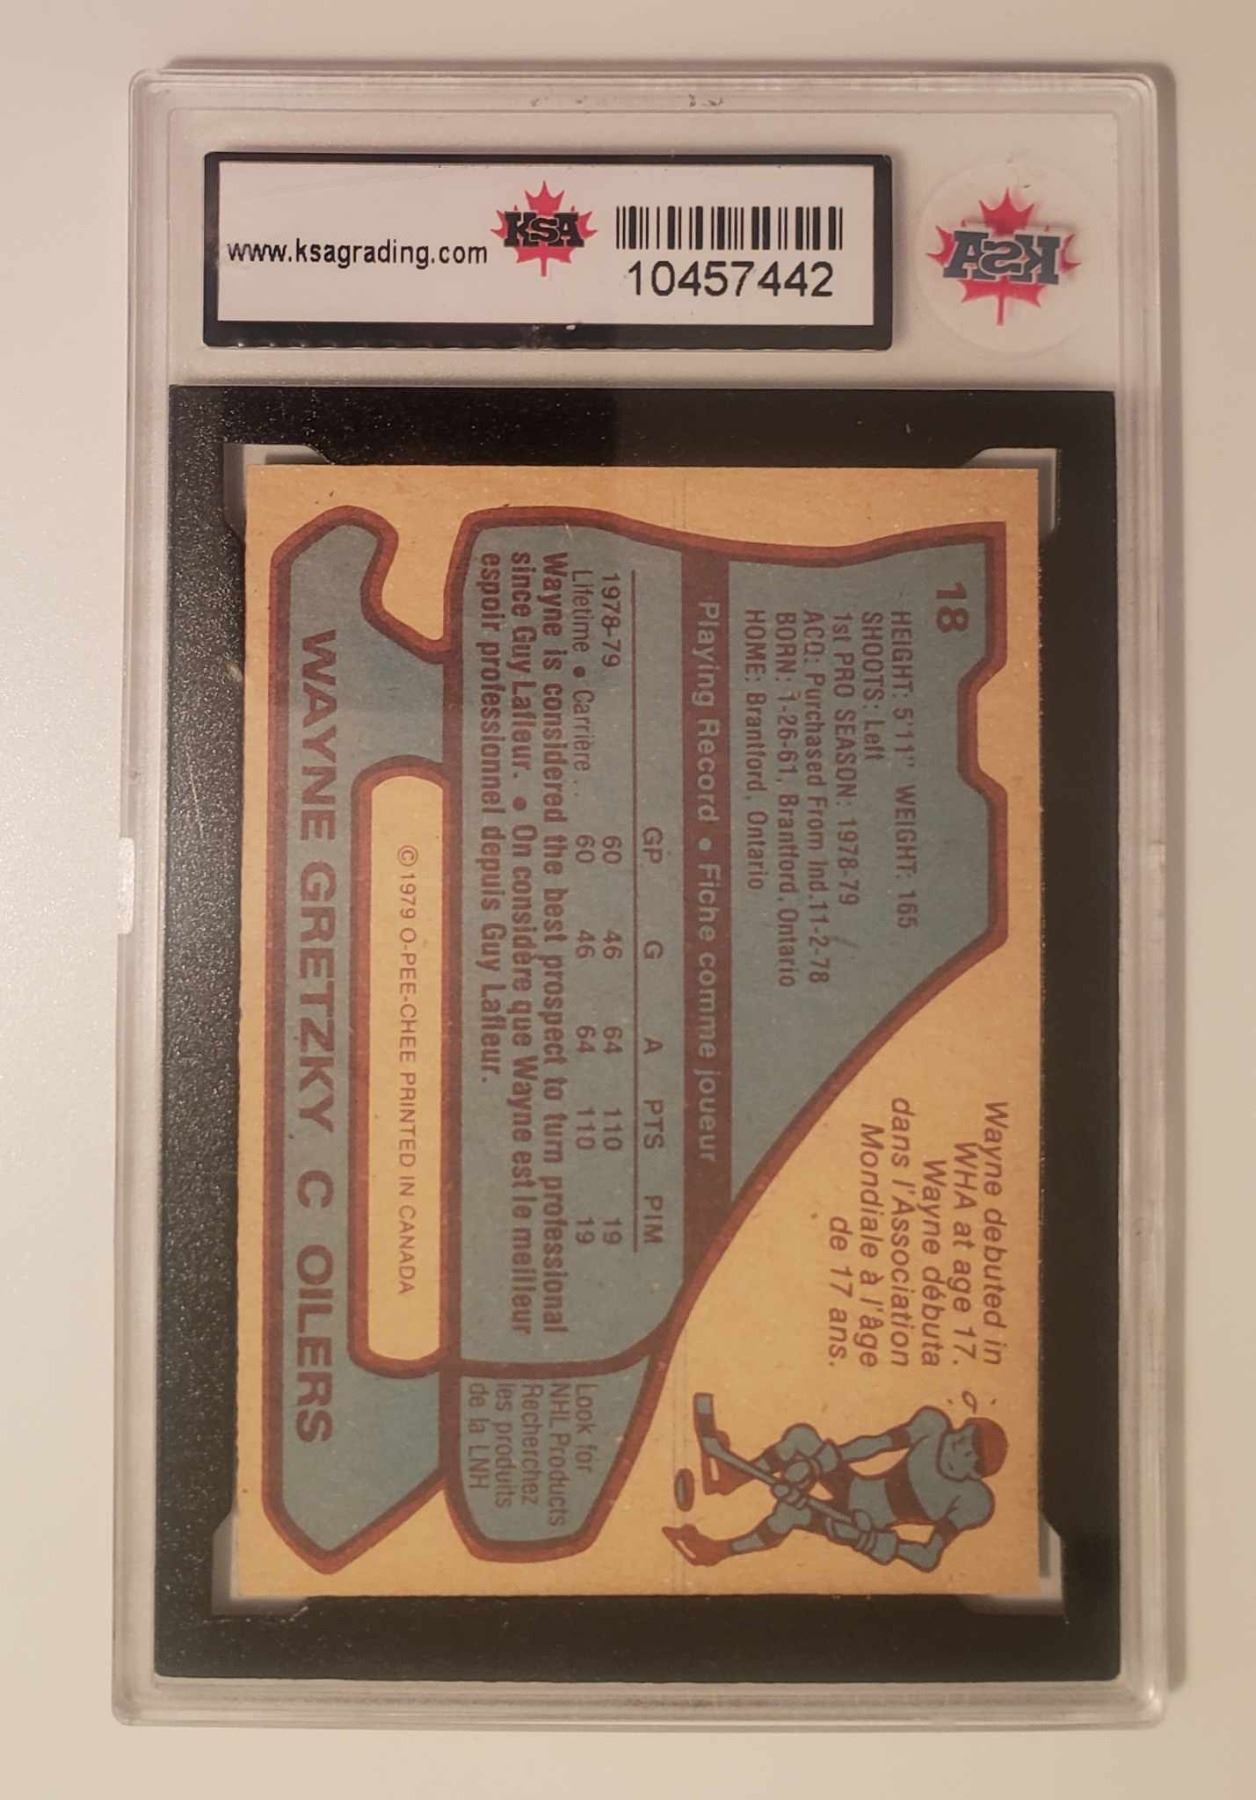 www.ksagrading.com
KSA
10457442
KSA
18
HEIGHT: 5'11" WEIGHT: 165
SHOOTS: Left
1st PRO SEASON: 1978-79
ACQ: Purchased From Ind.11-2-78
BORN: 1-26-61, Brantford, Ontario
HOME: Brantford, Ontario
Wayne debuted in
WHA at age 17.
Wayne débuta
dans l'Association
Mondiale à l'âge
de 17 ans.
Playing Record • Fiche comme joueur
GP G A PTS PIM
1978-79 60 46 64 110 19
Lifetime • Carrière .. 60 46 64 110 19
Wayne is considered the best prospect to turn professional
since Guy Lafleur. • On considère que Wayne est le meilleur
espoir professionnel depuis Guy Lafleur.
Look for
NHL Products
Recherchez
les produits
de la LNH
©1979 O-PEE-CHEE PRINTED IN CANADA
WAYNE GRETZKY C OILERS